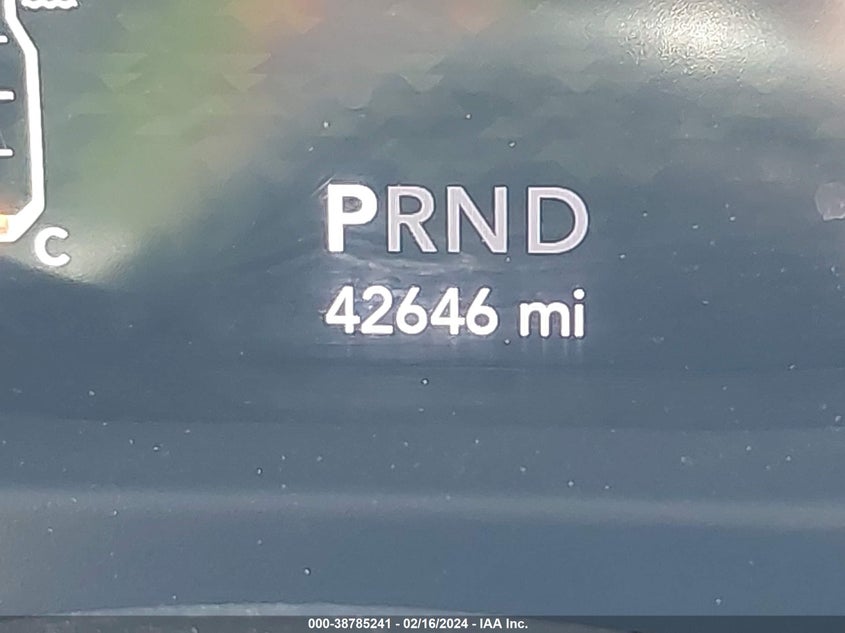 C
PRND
42646 mi
000-38785241 - 02/16/2024 - IAA Inc.